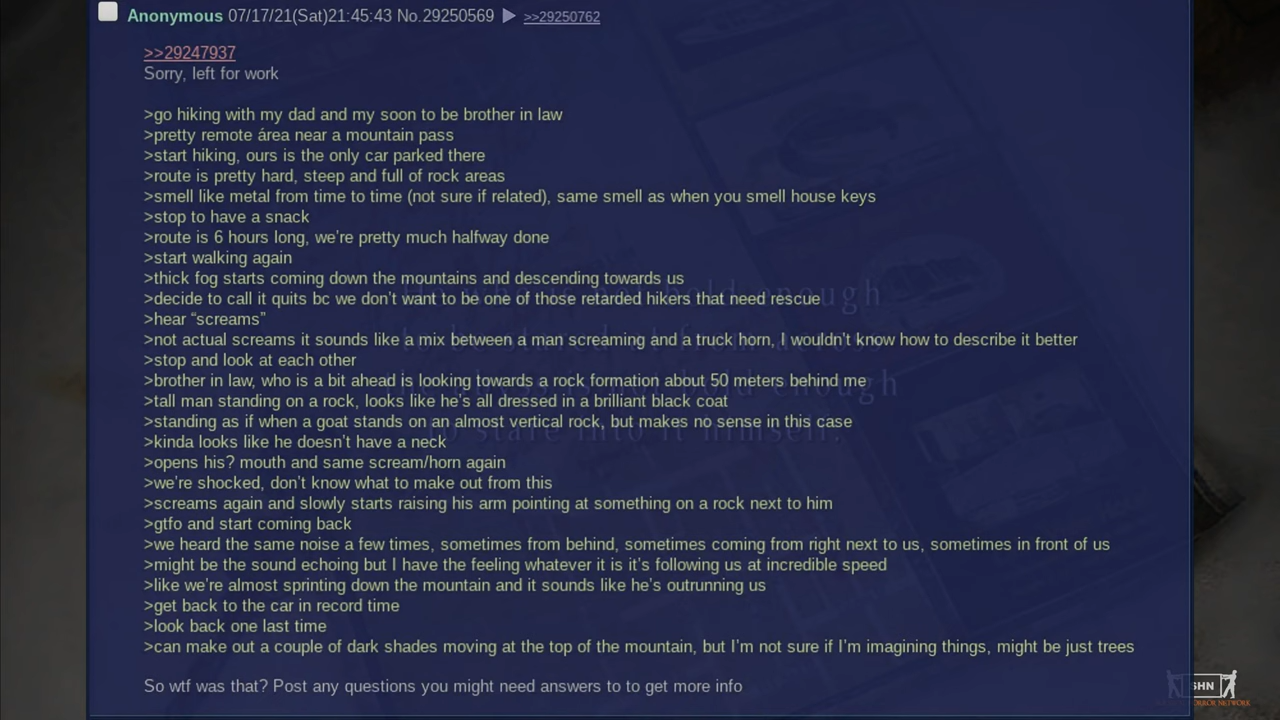 Anonymous 07/17/21(Sat)21:45:43 No.29250569 ▶ >>29250762
>>29247937
Sorry, left for work
>go hiking with my dad and my soon to be brother in law
>pretty remote área near a mountain pass
>start hiking, ours is the only car parked there
>route is pretty hard, steep and full of rock areas
>smell like metal from time to time (not sure if related), same smell as when you smell house keys
>stop to have a snack
>route is 6 hours long, we’re pretty much halfway done
>start walking again
>thick fog starts coming down the mountains and descending towards us
>decide to call it quits bc we don’t want to be one of those retarded hikers that need rescue
>hear “screams”
>not actual screams it sounds like a mix between a man screaming and a truck horn, I wouldn’t know how to describe it better
>stop and look at each other
>brother in law, who is a bit ahead is looking towards a rock formation about 50 meters behind me
>tall man standing on a rock, looks like he’s all dressed in a brilliant black coat
>standing as if when a goat stands on an almost vertical rock, but makes no sense in this case
>kinda looks like he doesn’t have a neck
>opens his? mouth and same scream/horn again
>we’re shocked, don’t know what to make out from this
>screams again and slowly starts raising his arm pointing at something on a rock next to him
>gtfo and start coming back
>we heard the same noise a few times, sometimes from behind, sometimes coming from right next to us, sometimes in front of us
>might be the sound echoing but I have the feeling whatever it is it’s following us at incredible speed
>like we’re almost sprinting down the mountain and it sounds like he’s outrunning us
>get back to the car in record time
>look back one last time
>can make out a couple of dark shades moving at the top of the mountain, but I’m not sure if I’m imagining things, might be just trees
So wtf was that? Post any questions you might need answers to to get more info
SHN
HORROR NETWORK